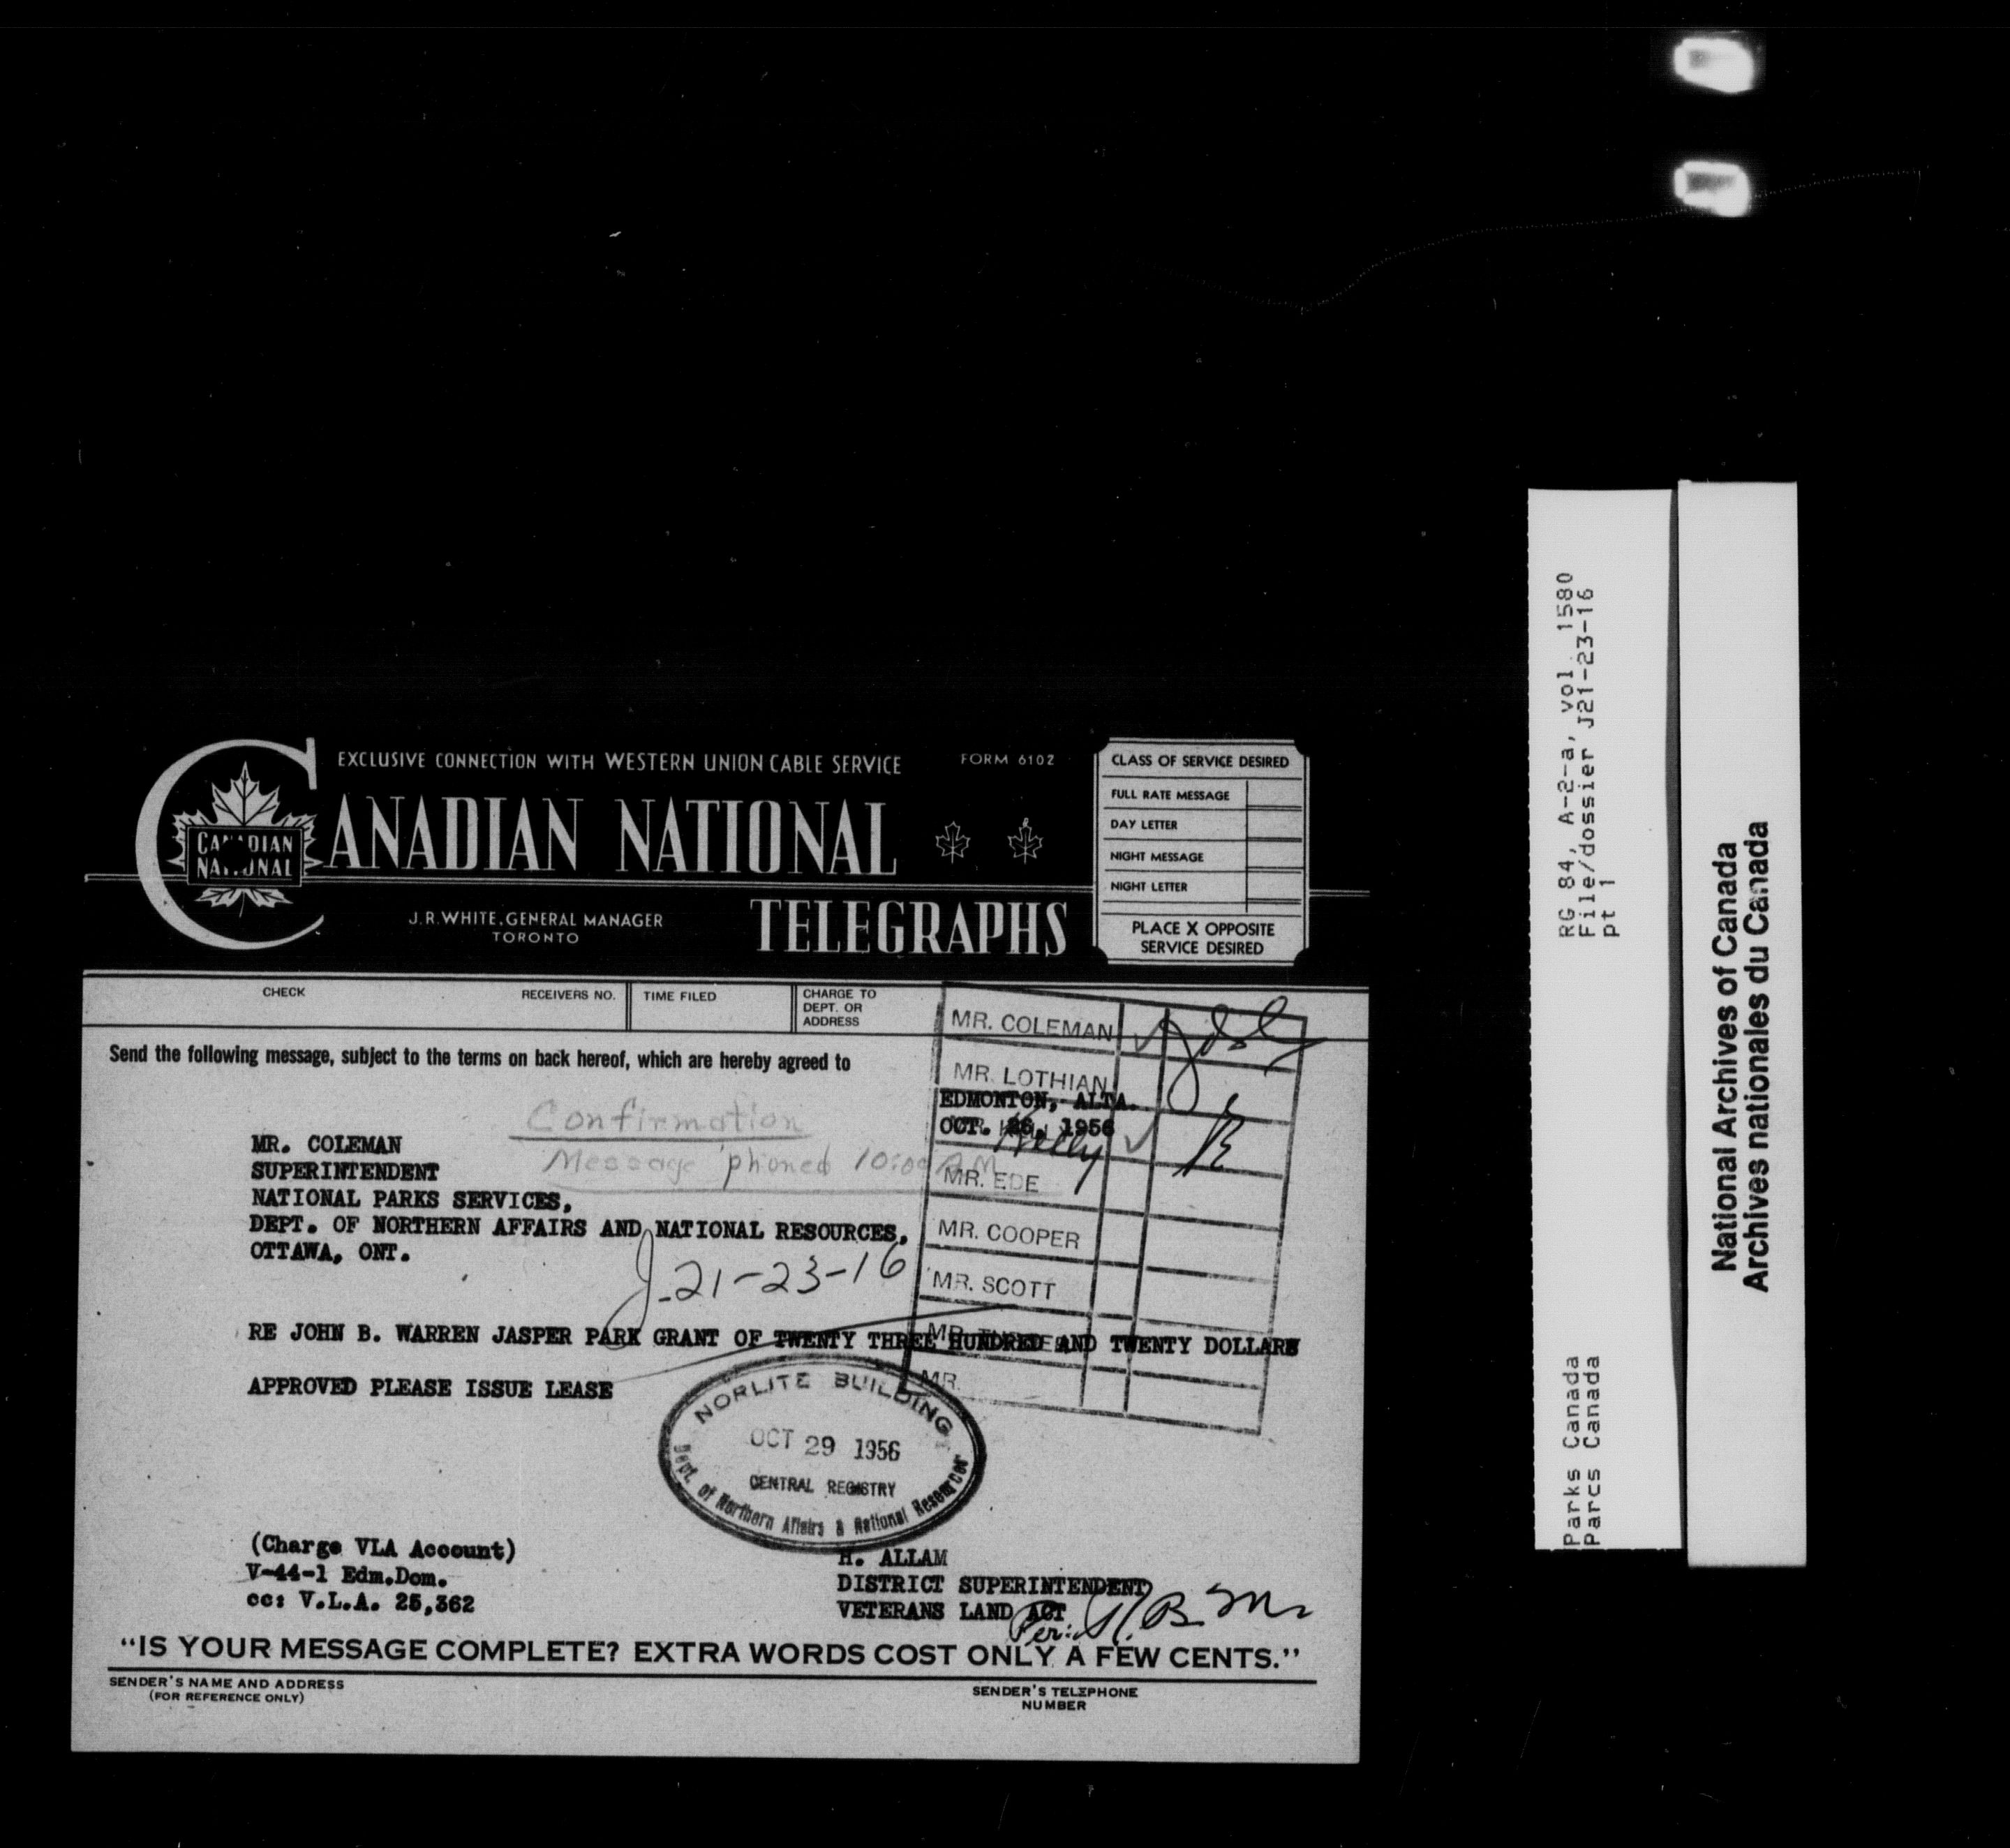 EXCLUSIVE CONNECTION WITH WESTERN UNION CABLE SERVICE
FORM 6102
CANADIAN NATIONAL
CANADIAN NATIONAL
TELEGRAPHS
J.R. WHITE, GENERAL MANAGER
TORONTO
CLASS OF SERVICE DESIRED
FULL RATE MESSAGE
DAY LETTER
NIGHT MESSAGE
NIGHT LETTER
PLACE X OPPOSITE
SERVICE DESIRED
CHECK
RECEIVERS NO.
TIME FILED
CHARGE TO
DEPT. OR
ADDRESS
Send the following message, subject to the terms on back hereof, which are hereby agreed to
MR. COLEMAN
MR. LOTHIAN
Kelly
MR. EDE
MR. COOPER
MR. SCOTT
MR.
MR.
EDMONTON, ALTA.
OCT. 1956
Confirmation
Message phoned 10:00 AM
MR. COLEMAN
SUPERINTENDENT
NATIONAL PARKS SERVICES,
DEPT. OF NORTHERN AFFAIRS AND NATIONAL RESOURCES,
OTTAWA, ONT.
J-21-23-16
RE JOHN B. WARREN JASPER PARK GRANT OF TWENTY THREE HUNDRED AND TWENTY DOLLARS
APPROVED PLEASE ISSUE LEASE
NORLITE BUILDING
OCT 29 1956
CENTRAL REGISTRY
Dept. of Northern Affairs & National Resources
(Charge VLA Account)
V-44-1 Edm.Dom.
cc: V.L.A. 25,362
H. ALLAM
DISTRICT SUPERINTENDENT
VETERANS LAND ACT
Per:
"IS YOUR MESSAGE COMPLETE? EXTRA WORDS COST ONLY A FEW CENTS."
SENDER'S NAME AND ADDRESS
(FOR REFERENCE ONLY)
SENDER'S TELEPHONE
NUMBER
RG 84, A-2-a, vol. 1580
File/dossier J21-23-16
pt 1
Parks Canada
Parcs Canada
National Archives of Canada
Archives nationales du Canada